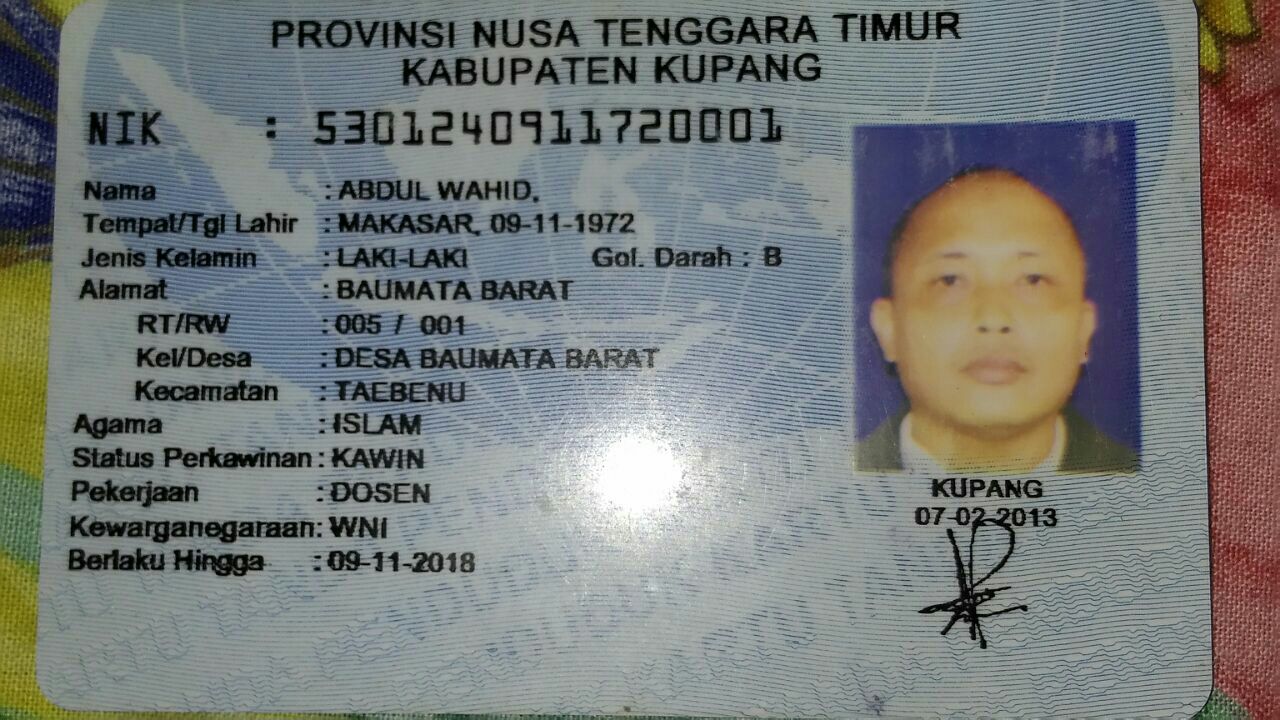 PROVINSI NUSA TENGGARA TIMUR
KABUPATEN KUPANG
NIK : 5301240911720001
Nama : ABDUL WAHID,
Tempat/Tgl Lahir : MAKASAR, 09-11-1972
Jenis Kelamin : LAKI-LAKI Gol. Darah : B
Alamat : BAUMATA BARAT
RT/RW : 005 / 001
Kel/Desa : DESA BAUMATA BARAT
Kecamatan : TAEBENU
Agama : ISLAM
Status Perkawinan : KAWIN
Pekerjaan : DOSEN
Kewarganegaraan : WNI
Berlaku Hingga : 09-11-2018
KUPANG
07-02-2013